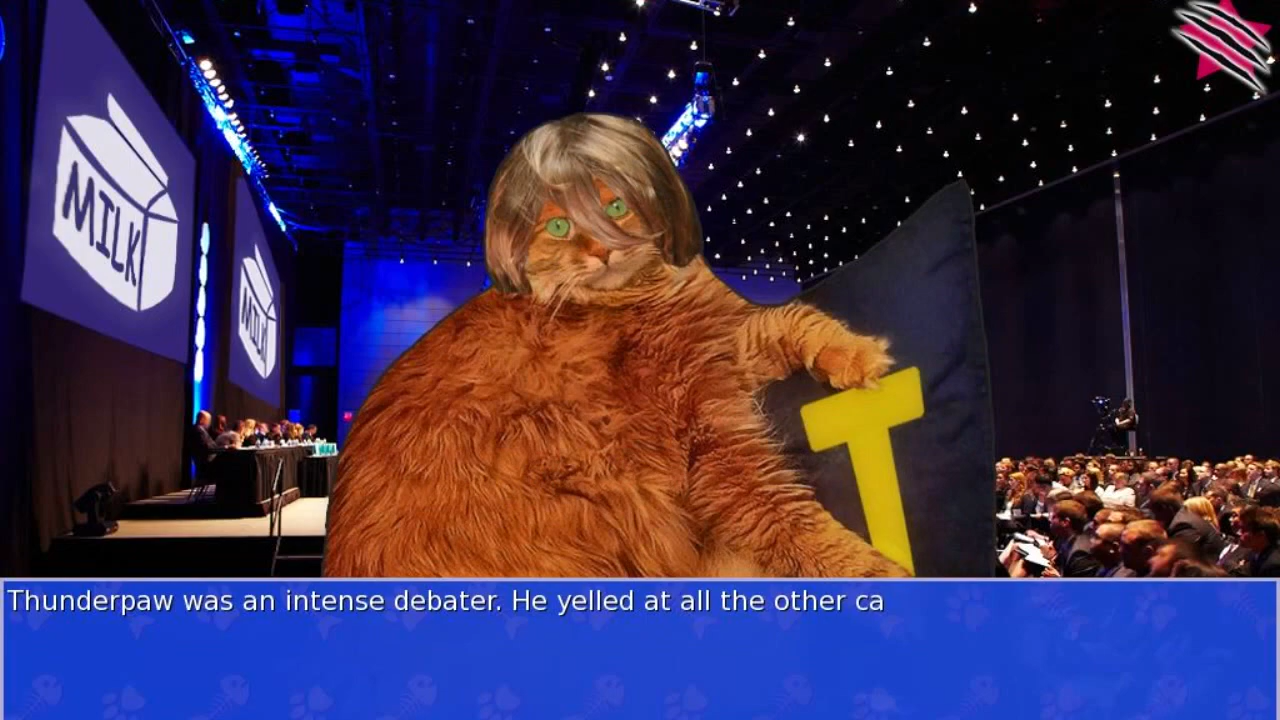 MILK
MILK
T
Thunderpaw was an intense debater. He yelled at all the other ca